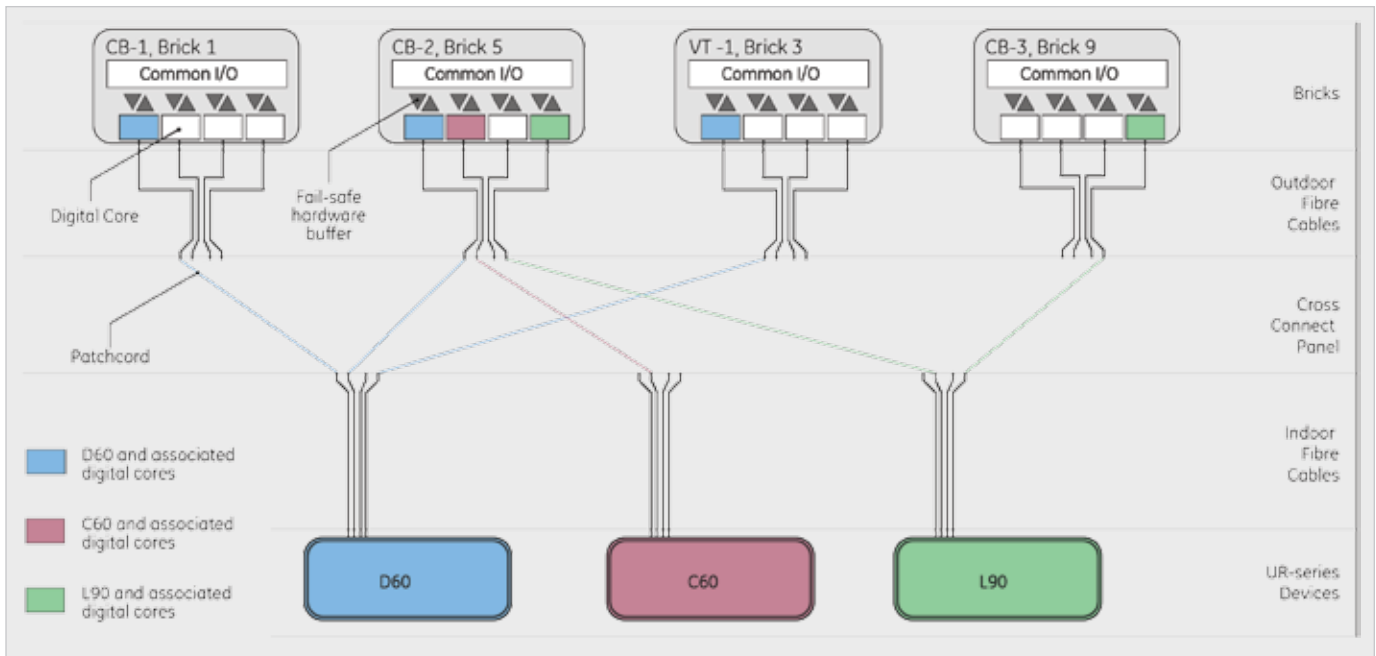 CB-1, Brick 1
Common I/O
CB-2, Brick 5
Common I/O
VT -1, Brick 3
Common I/O
CB-3, Brick 9
Common I/O
Bricks
Digital Core
Fail-safe
hardware
buffer
Outdoor
Fibre
Cables
Patchcord
Cross
Connect
Panel
D60 and associated
digital cores
C60 and associated
digital cores
L90 and associated
digital cores
Indoor
Fibre
Cables
D60
C60
L90
UR-series
Devices